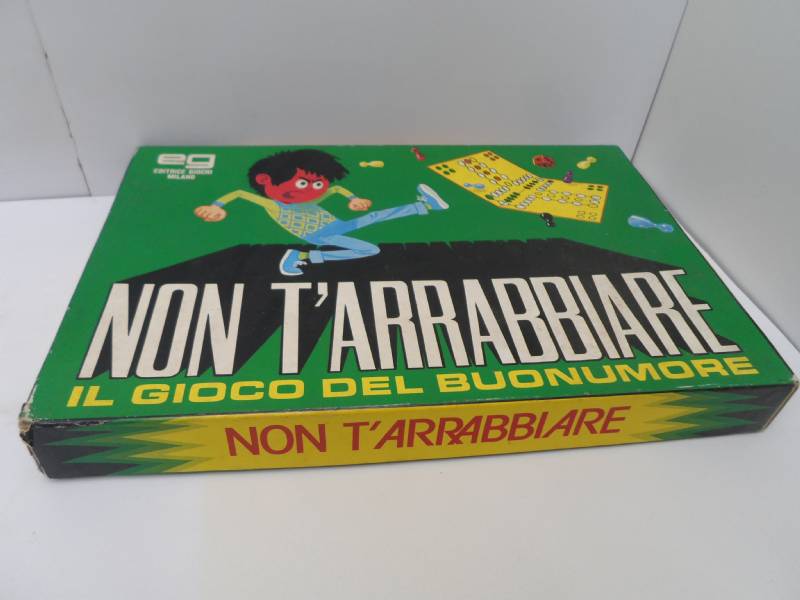 eg
EDITRICE GIOCHI
MILANO
NON T'ARRABBIARE
IL GIOCO DEL BUONUMORE
NON T'ARRABBIARE